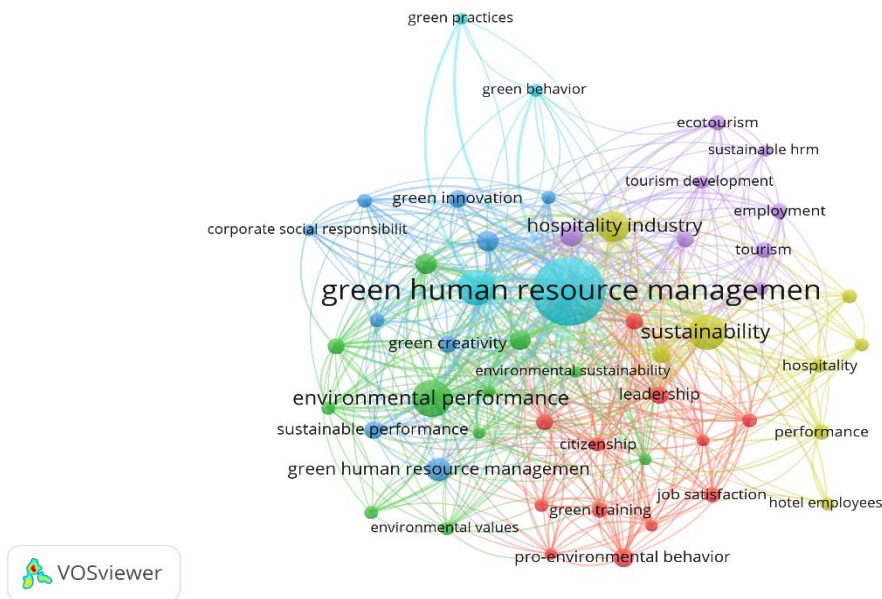 green practices
green behavior
ecotourism
sustainable hrm
tourism development
green innovation
employment
hospitality industry
corporate social responsibilit
tourism
green human resource managemen
sustainability
green creativity
hospitality
environmental sustainability
leadership
environmental performance
sustainable performance
performance
citizenship
green human resource managemen
job satisfaction
hotel employees
green training
environmental values
pro-environmental behavior
VOSviewer